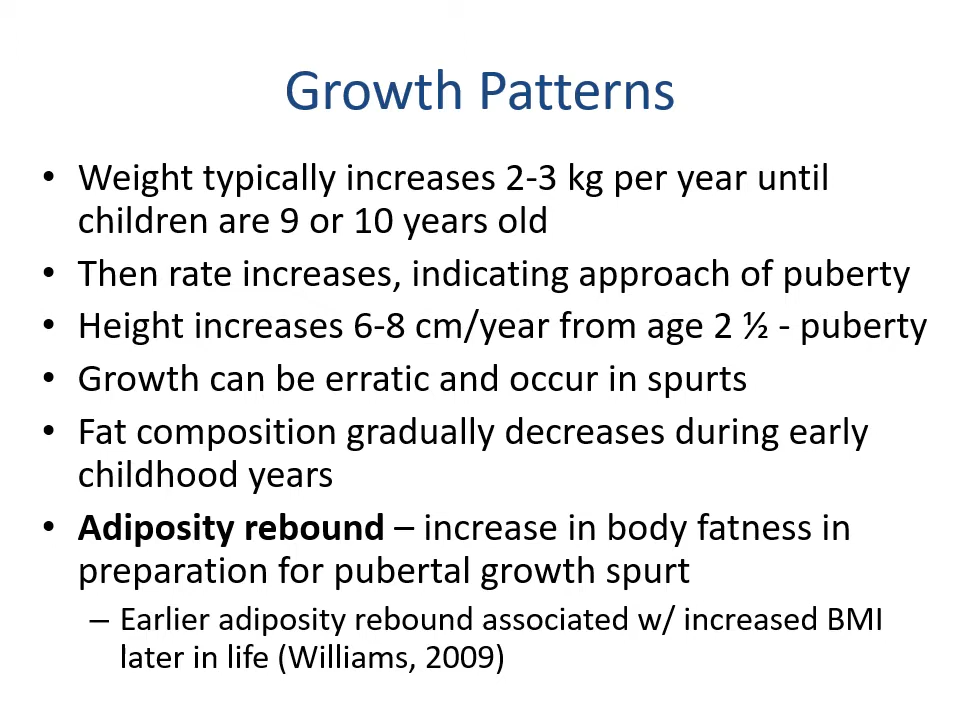 Growth Patterns
• Weight typically increases 2-3 kg per year until
children are 9 or 10 years old
• Then rate increases, indicating approach of puberty
• Height increases 6-8 cm/year from age 2 ½ - puberty
• Growth can be erratic and occur in spurts
• Fat composition gradually decreases during early
childhood years
• Adiposity rebound – increase in body fatness in
preparation for pubertal growth spurt
– Earlier adiposity rebound associated w/ increased BMI
later in life (Williams, 2009)